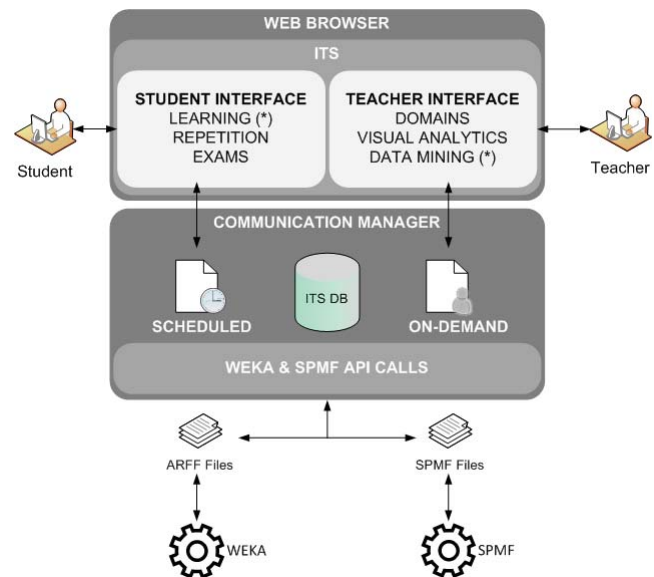 WEB BROWSER
ITS
STUDENT INTERFACE
LEARNING (*)
REPETITION
EXAMS
TEACHER INTERFACE
DOMAINS
VISUAL ANALYTICS
DATA MINING (*)
Student
Teacher
COMMUNICATION MANAGER
SCHEDULED
ITS DB
ON-DEMAND
WEKA & SPMF API CALLS
ARFF Files
SPMF Files
WEKA
SPMF